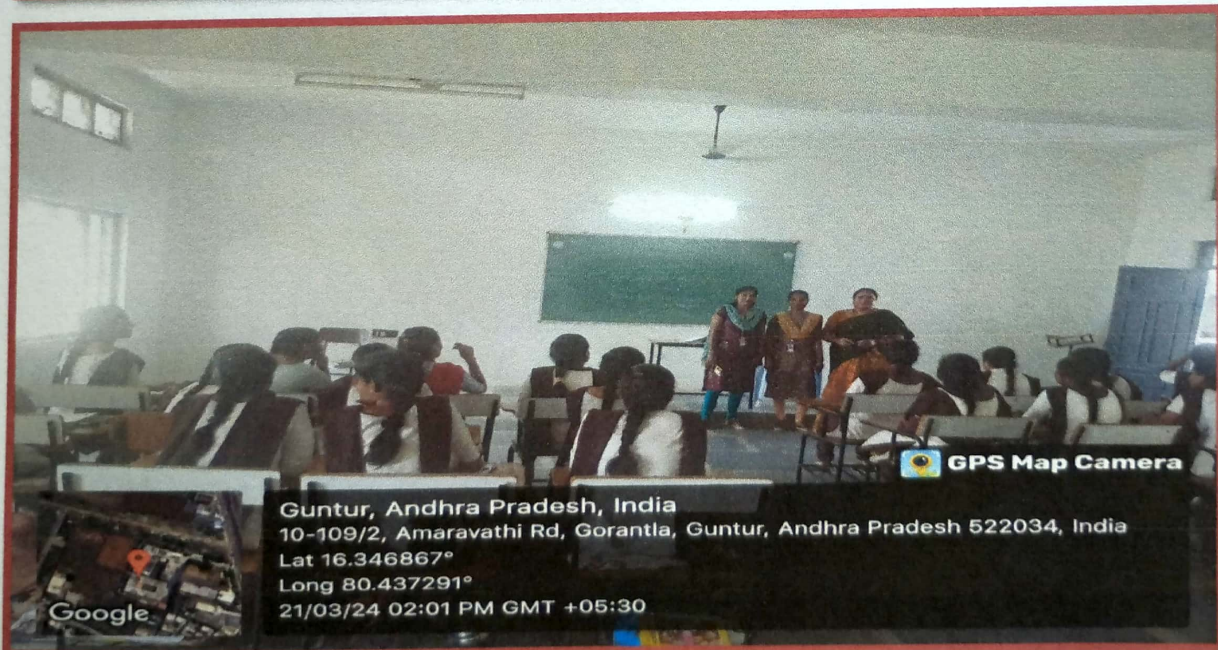 GPS Map Camera
Guntur, Andhra Pradesh, India
10-109/2, Amaravathi Rd, Gorantla, Guntur, Andhra Pradesh 522034, India
Lat 16.346867°
Long 80.437291°
21/03/24 02:01 PM GMT +05:30
Google